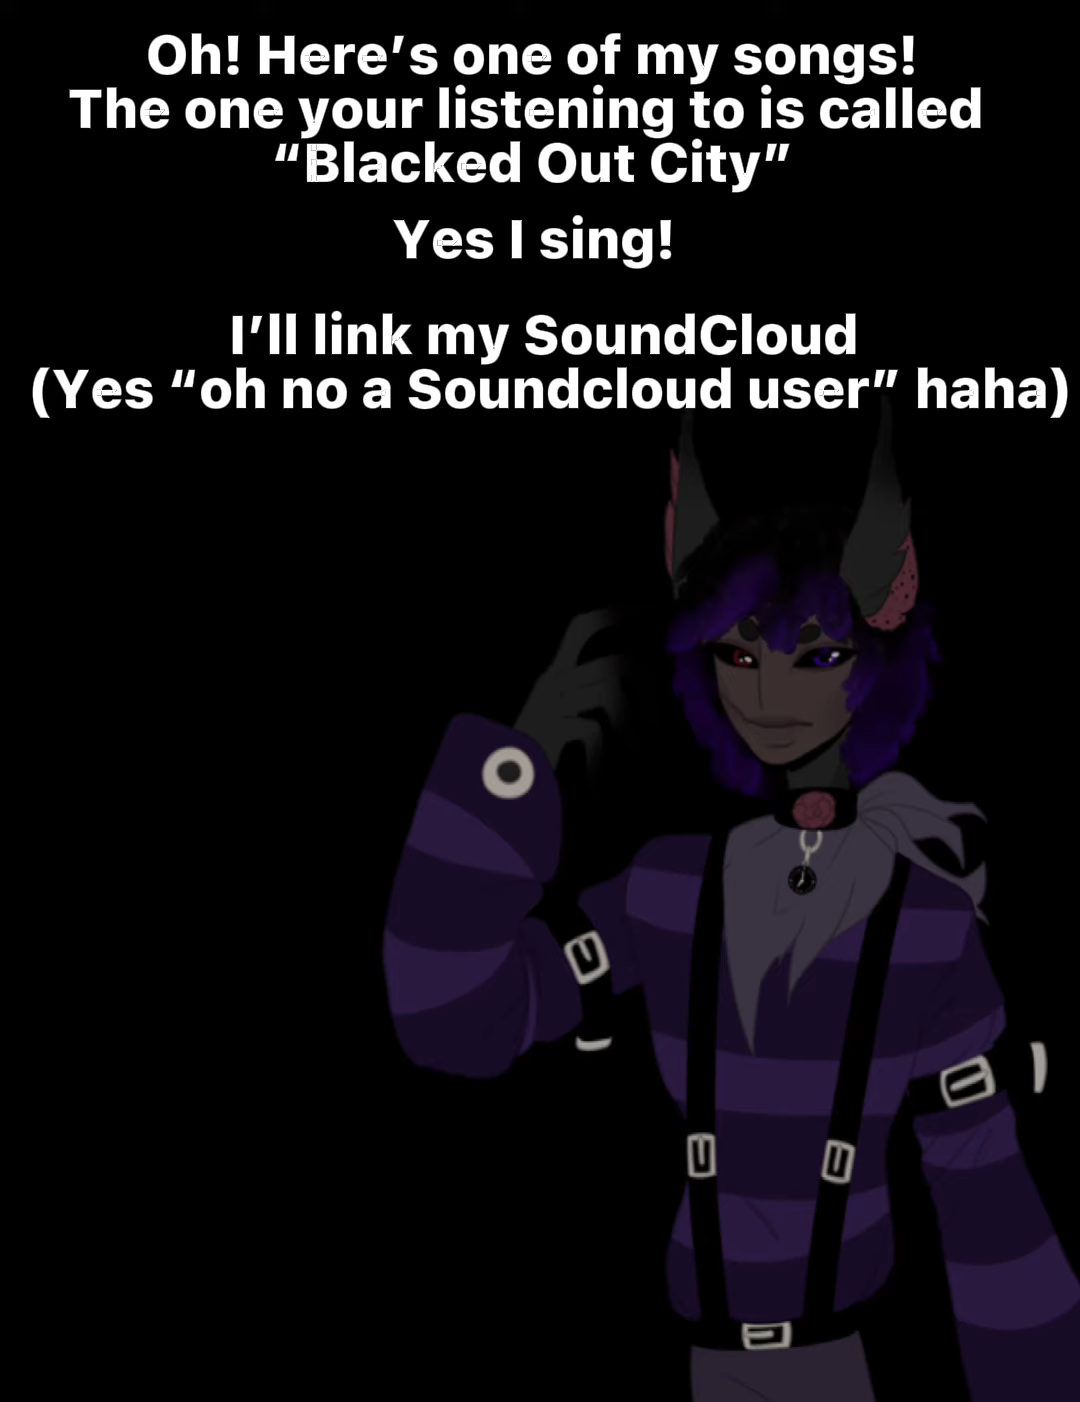 Oh! Here’s one of my songs!
The one your listening to is called
“Blacked Out City”
Yes I sing!
I’ll link my SoundCloud
(Yes “oh no a Soundcloud user” haha)